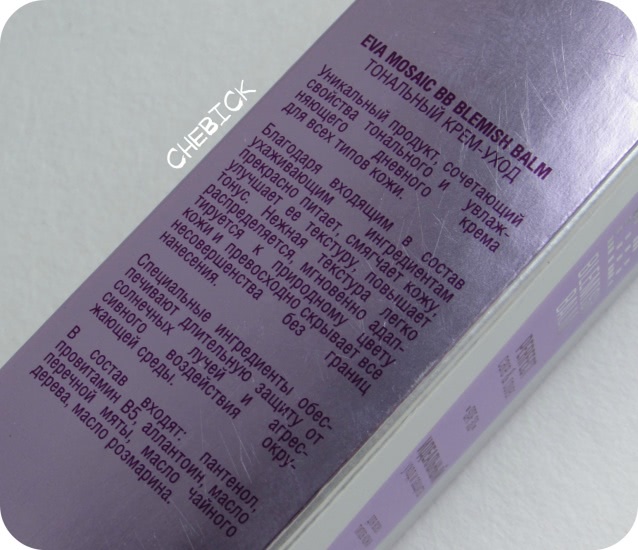 CHEBICK
EVA MOSAIC BB BLEMISH BALM
ТОНАЛЬНЫЙ КРЕМ-УХОД
Уникальный продукт, сочетающий
свойства тонального и увлаж-
няющего дневного крема
для всех типов кожи.
Благодаря входящим в состав
ухаживающим ингредиентам
прекрасно питает, смягчает кожу,
улучшает ее текстуру, повышает
тонус. Нежная текстура легко
распределяется, мгновенно адап-
тируется к природному цвету
кожи и превосходно скрывает все
несовершенства без границ
нанесения.
Специальные ингредиенты обес-
печивают длительную защиту от
солнечных лучей и агрес-
сивного воздействия окру-
жающей среды.
В состав входят: пантенол,
провитамин В5, аллантоин, масло
перечной мяты, масло чайного
дерева, масло розмарина.